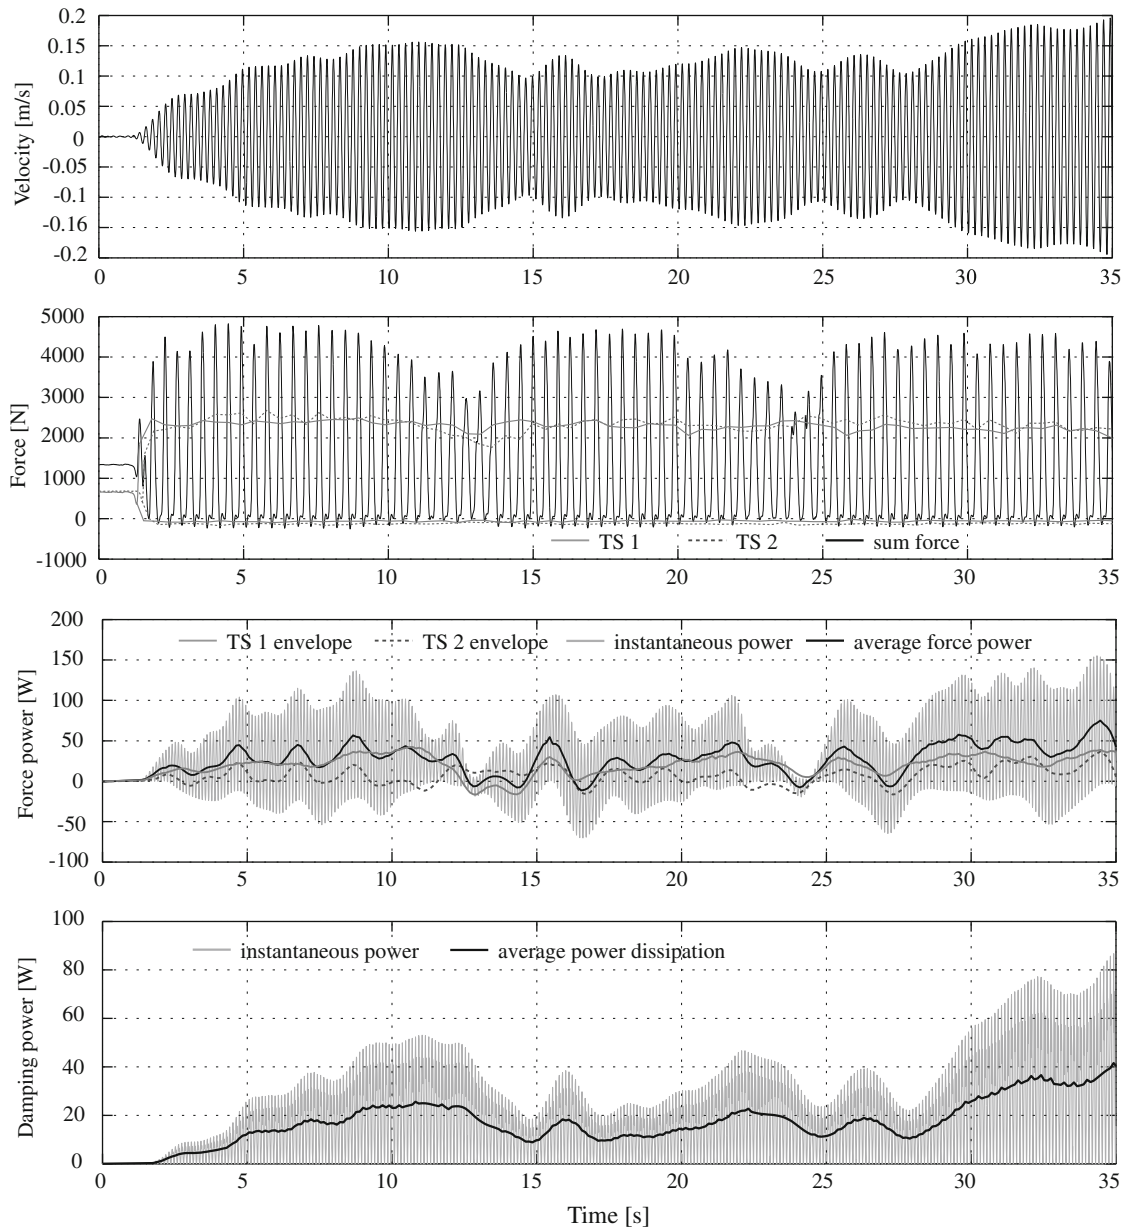 Velocity [m/s]
0.2
0.15
0.1
0.05
0
-0.05
-0.1
-0.16
-0.2
0 5 10 15 20 25 30 35
Force [N]
5000
4000
3000
2000
1000
0
-1000
TS 1 TS 2 sum force
0 5 10 15 20 25 30 35
Force power [W]
200
150
100
50
0
-50
-100
TS 1 envelope TS 2 envelope instantaneous power average force power
0 5 10 15 20 25 30 35
Damping power [W]
100
80
60
40
20
0
instantaneous power average power dissipation
0 5 10 15 20 25 30 35
Time [s]